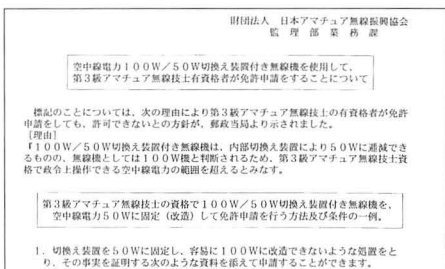 財団法人 日本アマチュア無線振興協会
監理部業務課
空中線電力１００Ｗ／５０Ｗ切換え装置付き無線機を使用して、
第３級アマチュア無線技士有資格者が免許申請をすることについて
標記のことについては、次の理由により第３級アマチュア無線技士の有資格者が免許
申請をしても、許可できないとの方針が、郵政当局より示されました。
［理由］
『１００Ｗ／５０Ｗ切換え装置付き無線機は、内部切換え装置により５０Ｗに逓減でき
るものの、無線機としては１００Ｗ機と判断されるため、第３級アマチュア無線技士資
格で政令上操作できる空中線電力の範囲を超えるとみなす。
第３級アマチュア無線技士の資格で１００Ｗ／５０Ｗ切換え装置付き無線機を、
空中線電力５０Ｗに固定（改造）して免許申請を行う方法及び条件の一例。
１．切換え装置を５０Ｗに固定し、容易に１００Ｗに改造できないような処置をと
り、その事実を証明する次のような資料を添えて申請することができます。